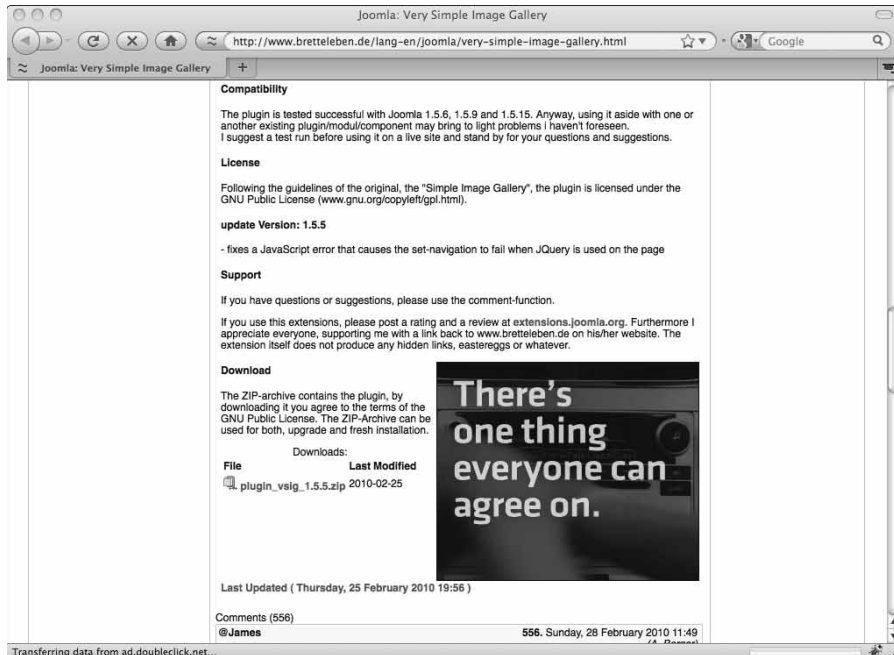 Joomla: Very Simple Image Gallery
http://www.bretteleben.de/lang-en/joomla/very-simple-image-gallery.html
Google
Joomla: Very Simple Image Gallery
+
Compatibility
The plugin is tested successful with Joomla 1.5.6, 1.5.9 and 1.5.15. Anyway, using it aside with one or
another existing plugin/modul/component may bring to light problems i haven't foreseen.
I suggest a test run before using it on a live site and stand by for your questions and suggestions.
License
Following the guidelines of the original, the "Simple Image Gallery", the plugin is licensed under the
GNU Public License (www.gnu.org/copyleft/gpl.html).
update Version: 1.5.5
- fixes a JavaScript error that causes the set-navigation to fail when JQuery is used on the page
Support
If you have questions or suggestions, please use the comment-function.
If you use this extensions, please post a rating and a review at extensions.joomla.org. Furthermore I
appreciate everyone, supporting me with a link back to www.bretteleben.de on his/her website. The
extension itself does not produce any hidden links, eastereggs or whatever.
Download
The ZIP-archive contains the plugin, by
downloading it you agree to the terms of the
GNU Public License. The ZIP-Archive can be
used for both, upgrade and fresh installation.
Downloads:
File Last Modified
plugin_vsig_1.5.5.zip 2010-02-25
There's
one thing
everyone can
agree on.
Last Updated ( Thursday, 25 February 2010 19:56 )
Comments (556)
@James 556. Sunday, 28 February 2010 11:49
Transferring data from ad.doubleclick.net...